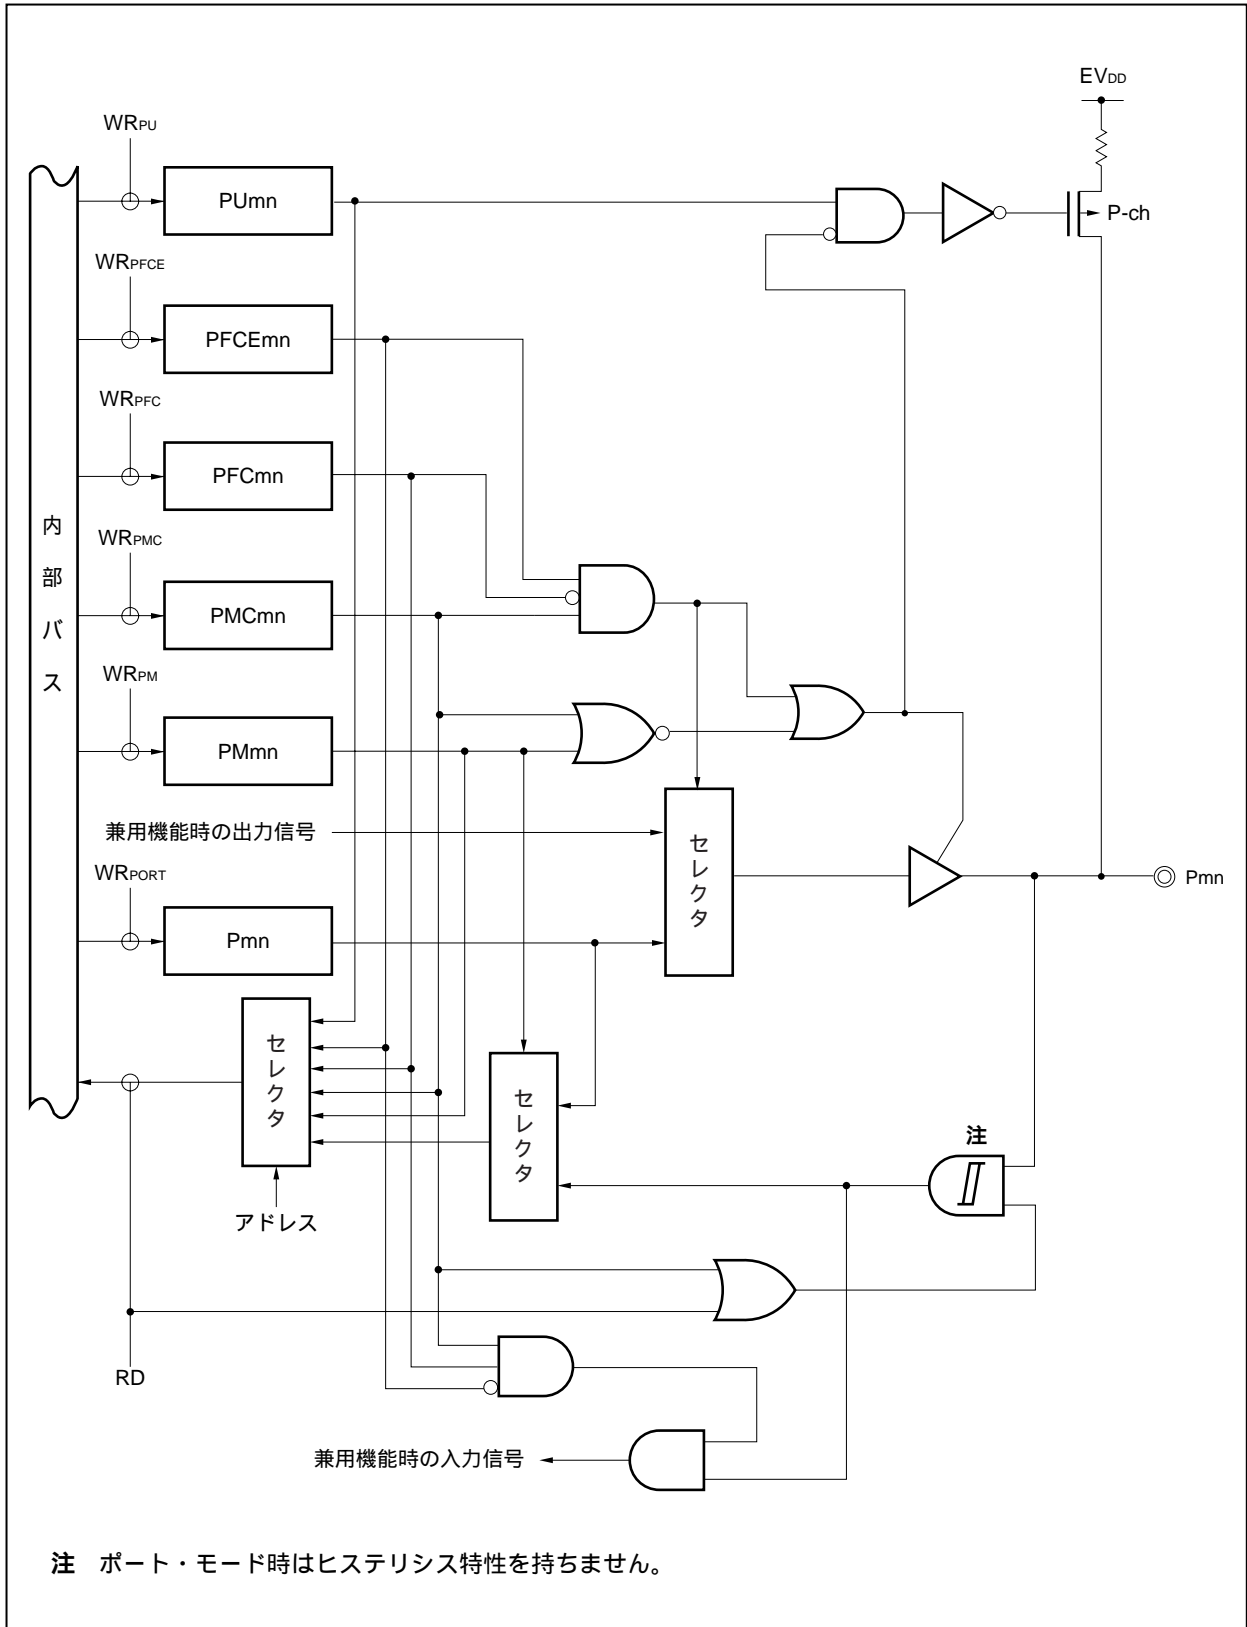 EVDD
WRPU
PUmn
P-ch
WRPFCE
PFCEmn
WRPFC
PFCmn
内部バス
WRPMC
PMCmn
WRPM
PMmn
兼用機能時の出力信号
セレクタ
WRPORT
Pmn
Pmn
セレクタ
セレクタ
注
アドレス
RD
兼用機能時の入力信号
注 ポート・モード時はヒステリシス特性を持ちません。